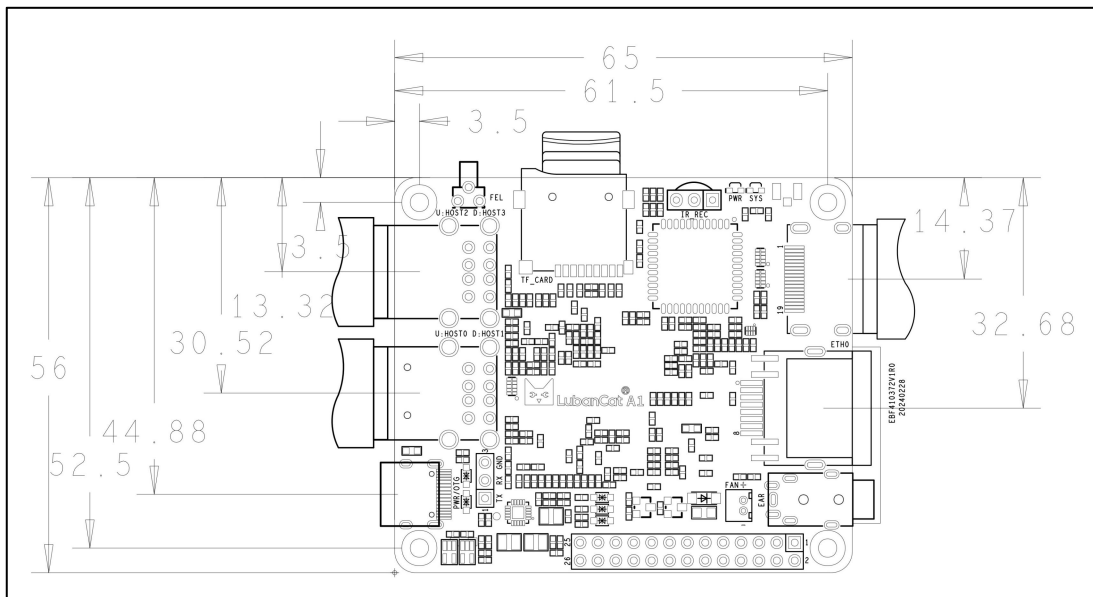 65
61.5
3.5
FEL
U:HOST2 D:HOST3
TF_CARD
IR_REC
PWR SYS
1
19
14.37
3.5
13.32
30.52
56
44.88
52.5
32.68
U:HOST0 D:HOST1
ETH0
8
LubanCat A1
EBF410372V1R0
20240228
PWR/OTG
3
GND
RX
TX
1
FAN +
-
EAR
25
26
1
2